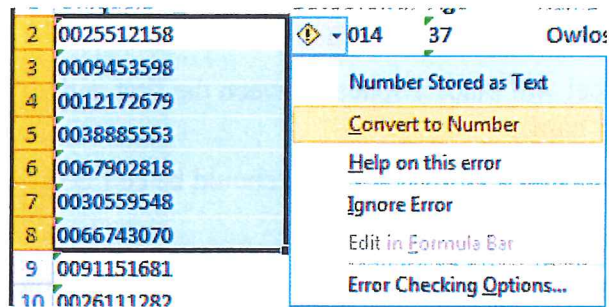 2 0025512158 014 37 Owlos
3 0009453598
Number Stored as Text
4 0012172679
Convert to Number
5 0038885553
6 0067902818
Help on this error
7 0030559548
Ignore Error
8 0066743070
Edit in Formula Bar
9 0091151681
Error Checking Options...
10 0026111282